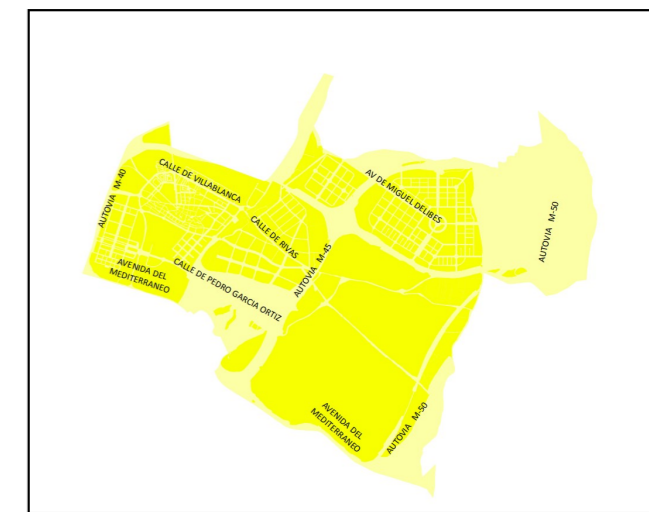 CALLE DE VILLABLANCA
AV DE MIGUEL DELIBES
AUTOVIA M-40
CALLE DE RIVAS
AUTOVIA M-50
AUTOVIA M-45
AVENIDA DEL
MEDITERRANEO
CALLE DE PEDRO GARCIA ORTIZ
AVENIDA DEL
MEDITERRANEO
AUTOVIA M-50